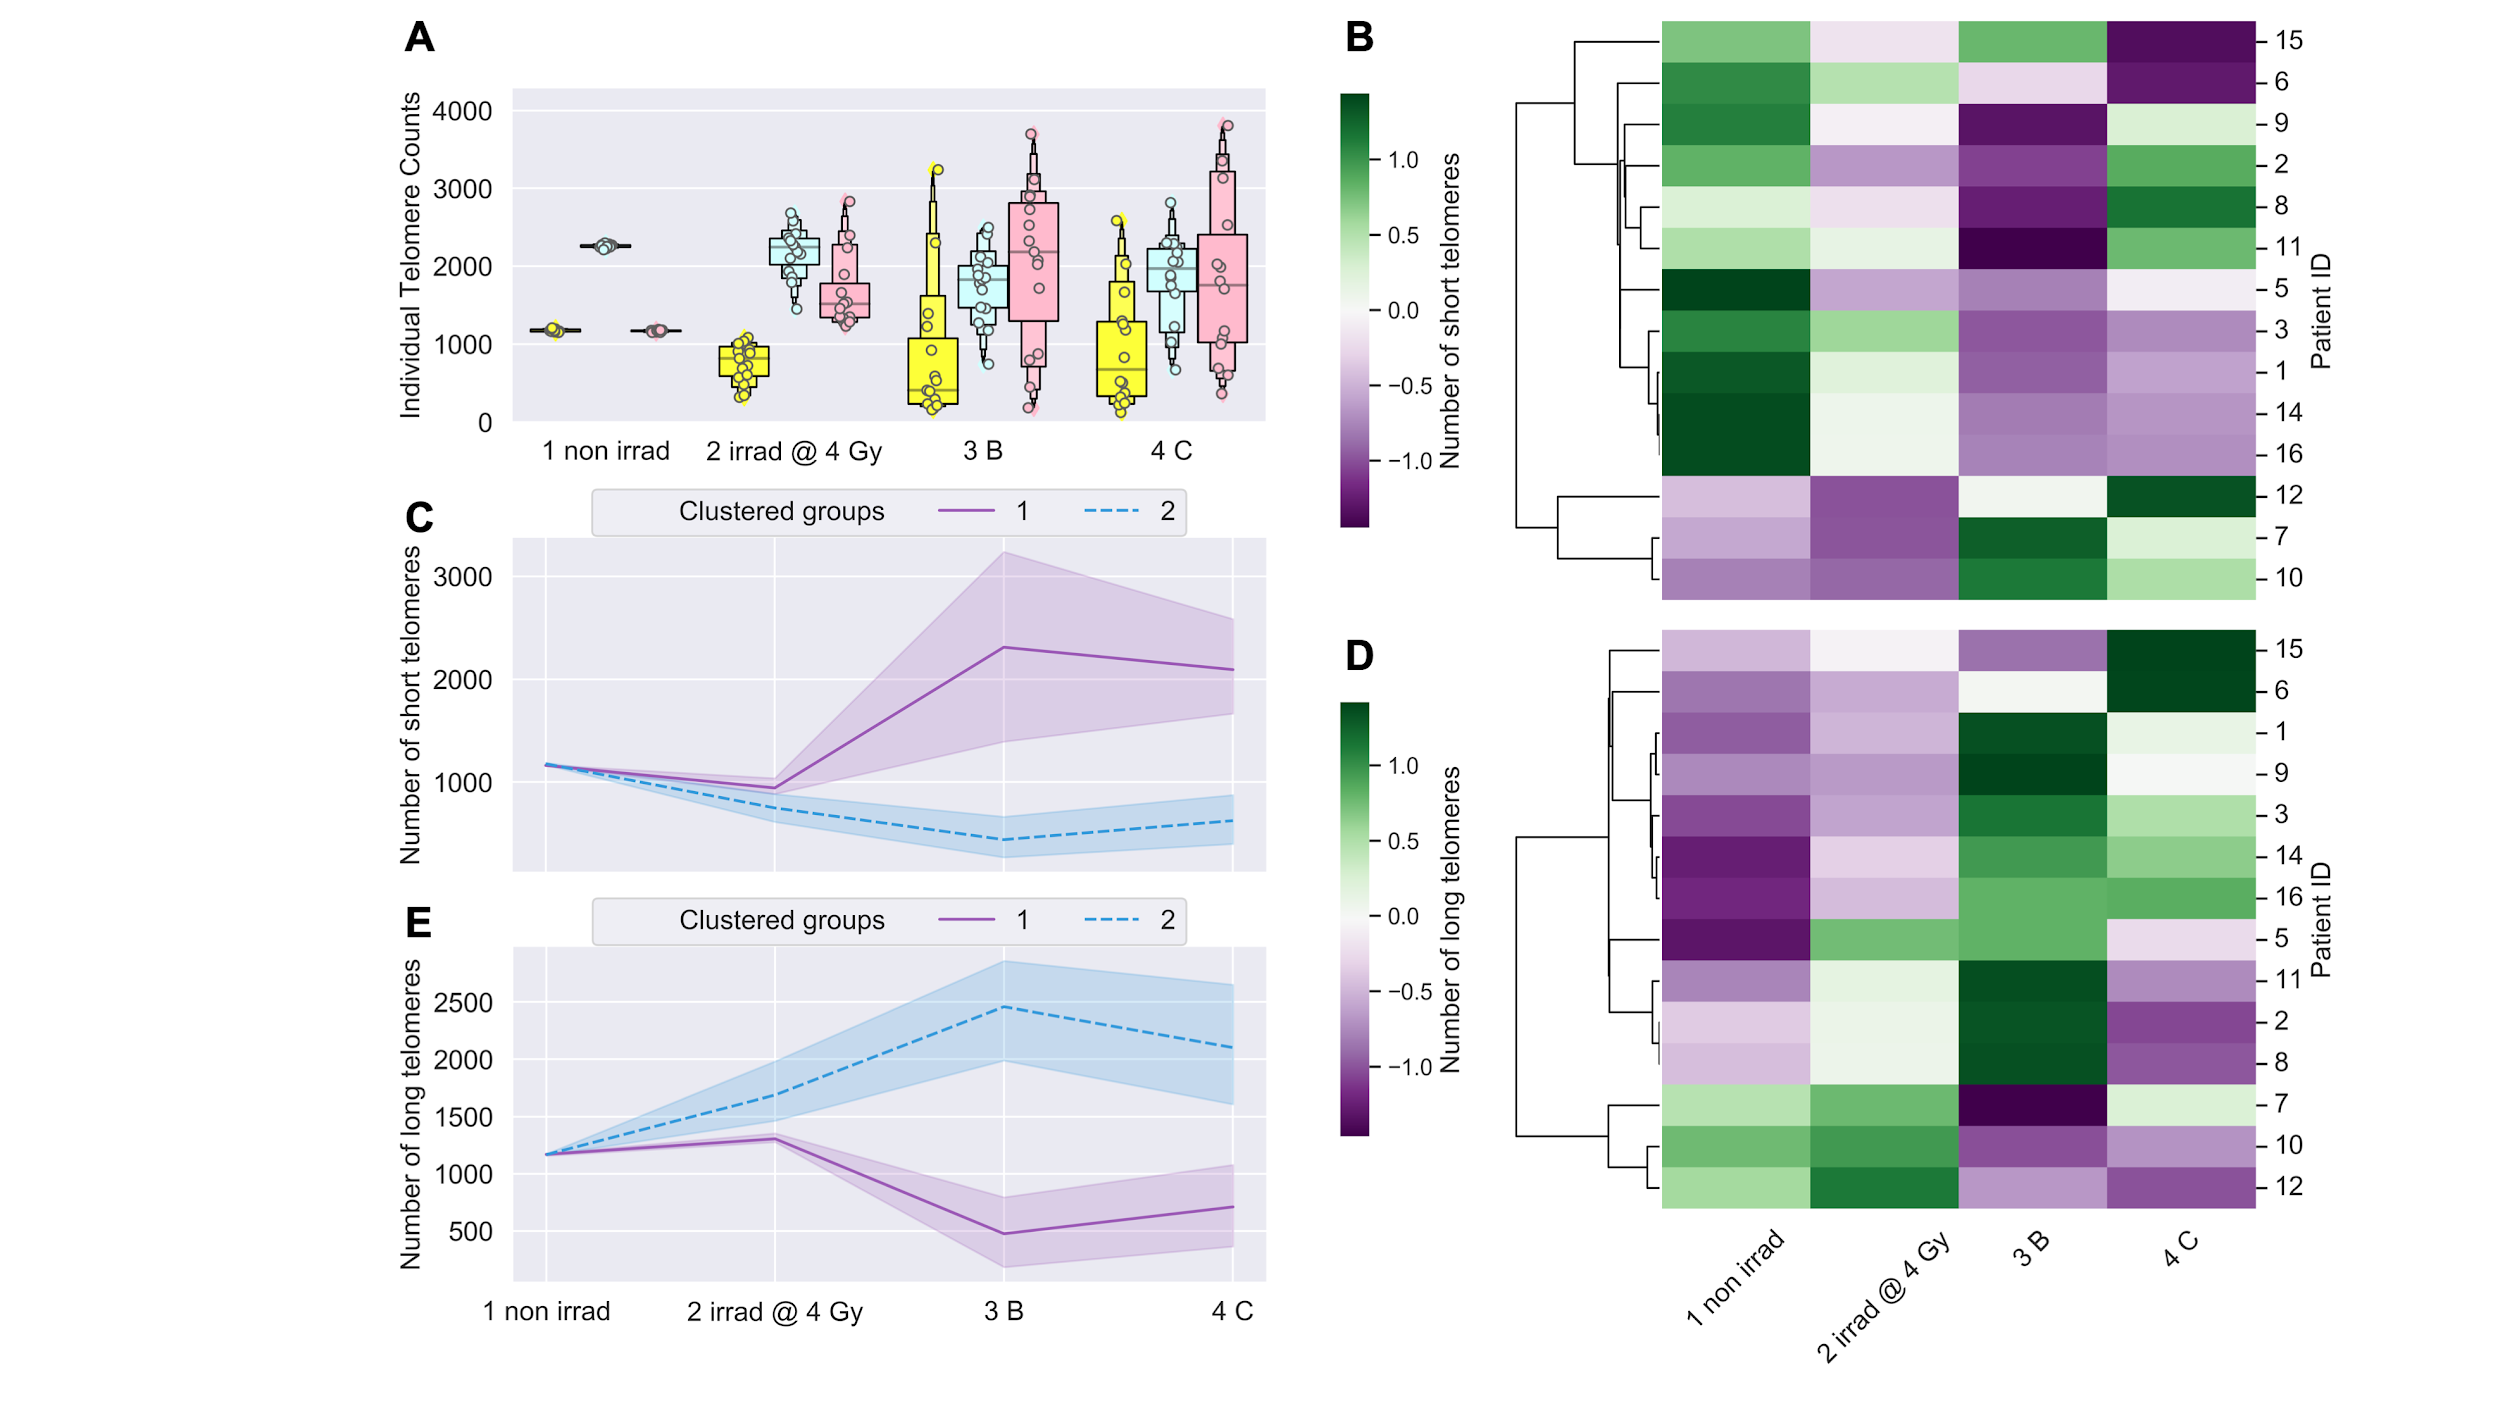 A
Individual Telomere Counts
4000
3000
2000
1000
0
1 non irrad
2 irrad @ 4 Gy
3 B
4 C
B
1.0
0.5
0.0
−0.5
−1.0
Number of short telomeres
15
6
9
2
8
11
5
3
1
14
16
12
7
10
Patient ID
C
Clustered groups
1
2
Number of short telomeres
3000
2000
1000
D
1.0
0.5
0.0
−0.5
−1.0
Number of long telomeres
15
6
1
9
3
14
16
5
11
2
8
7
10
12
Patient ID
1 non irrad
2 irrad @ 4 Gy
3 B
4 C
E
Clustered groups
1
2
Number of long telomeres
2500
2000
1500
1000
500
1 non irrad
2 irrad @ 4 Gy
3 B
4 C